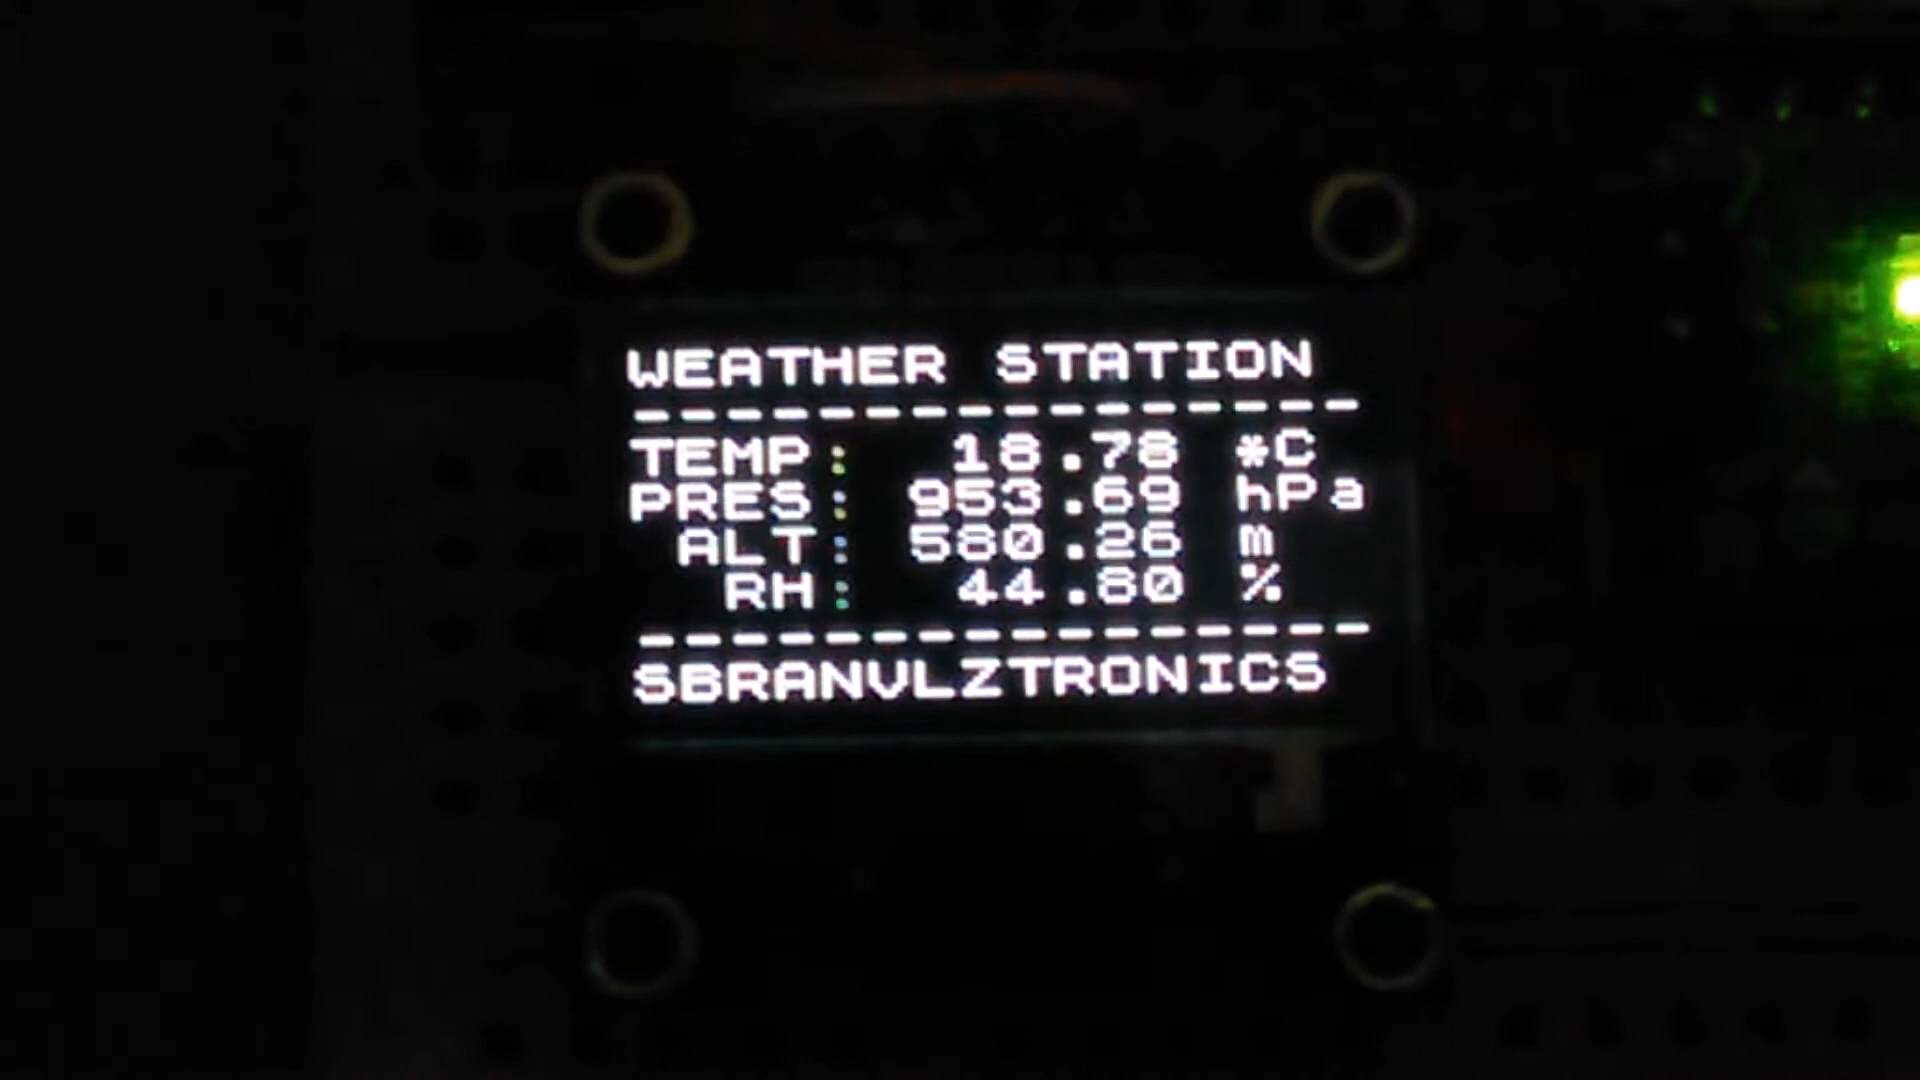 WEATHER STATION
----------------
TEMP: 18.78 *C
PRES: 953.69 hPa
ALT: 580.26 m
RH: 44.80 %
----------------
SBRANVLZTRONICS